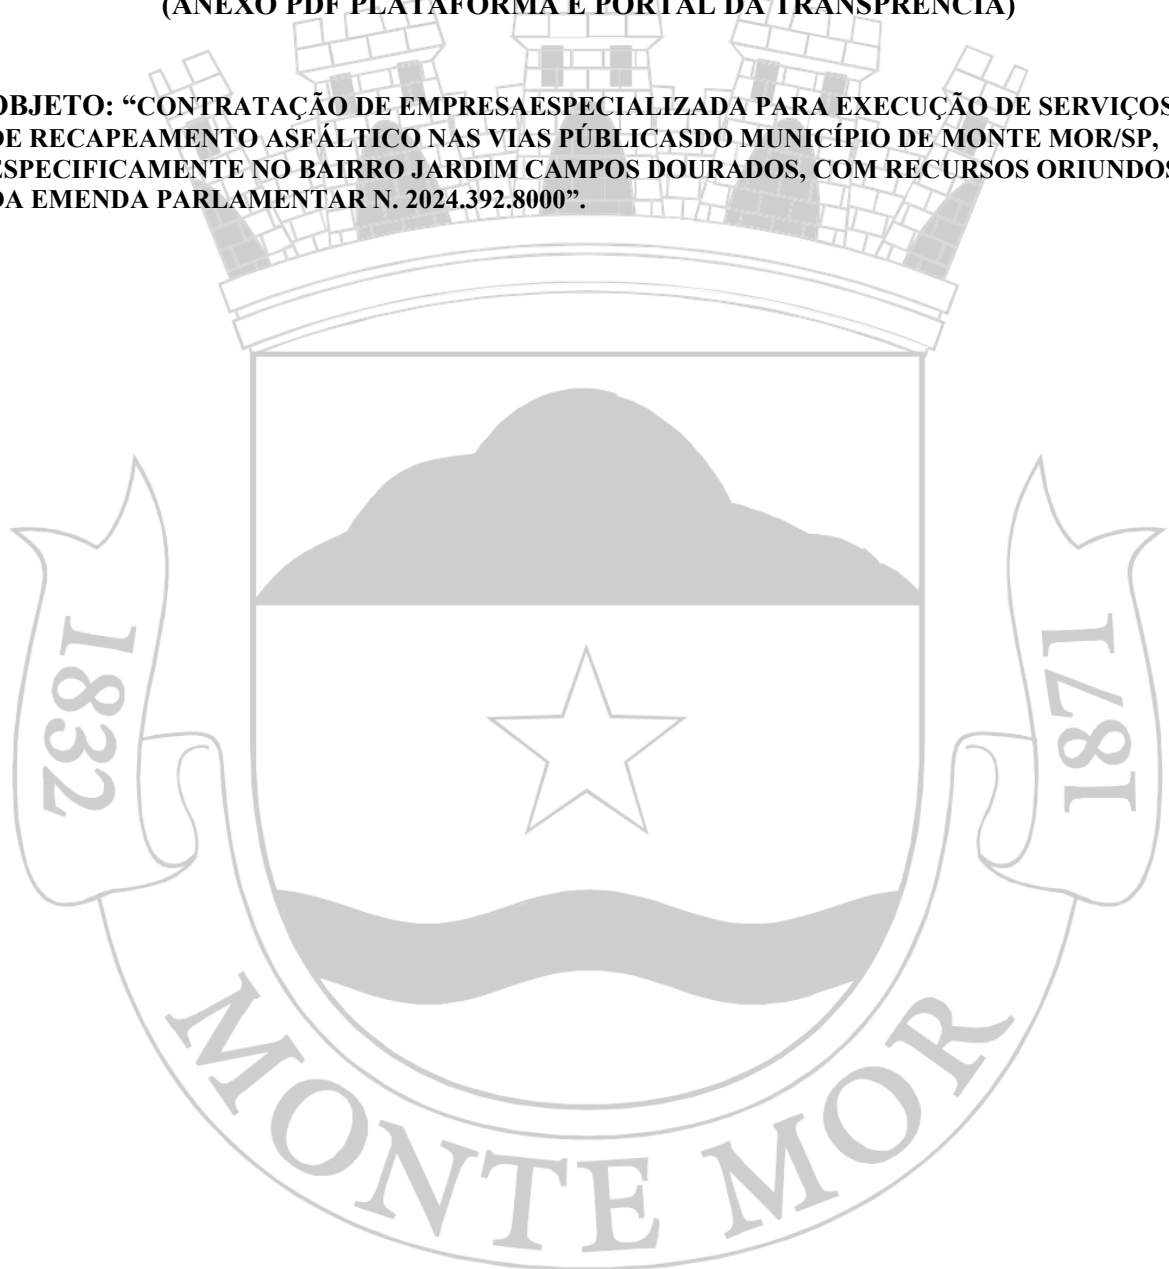 (ANEXO PDF PLATAFORMA E PORTAL DA TRANSPRÊNCIA)
OBJETO: “CONTRATAÇÃO DE EMPRESAESPECIALIZADA PARA EXECUÇÃO DE SERVIÇOS
DE RECAPEAMENTO ASFÁLTICO NAS VIAS PÚBLICASDO MUNICÍPIO DE MONTE MOR/SP,
ESPECIFICAMENTE NO BAIRRO JARDIM CAMPOS DOURADOS, COM RECURSOS ORIUNDOS
DA EMENDA PARLAMENTAR N. 2024.392.8000”.
1832
1871
MONTE MOR